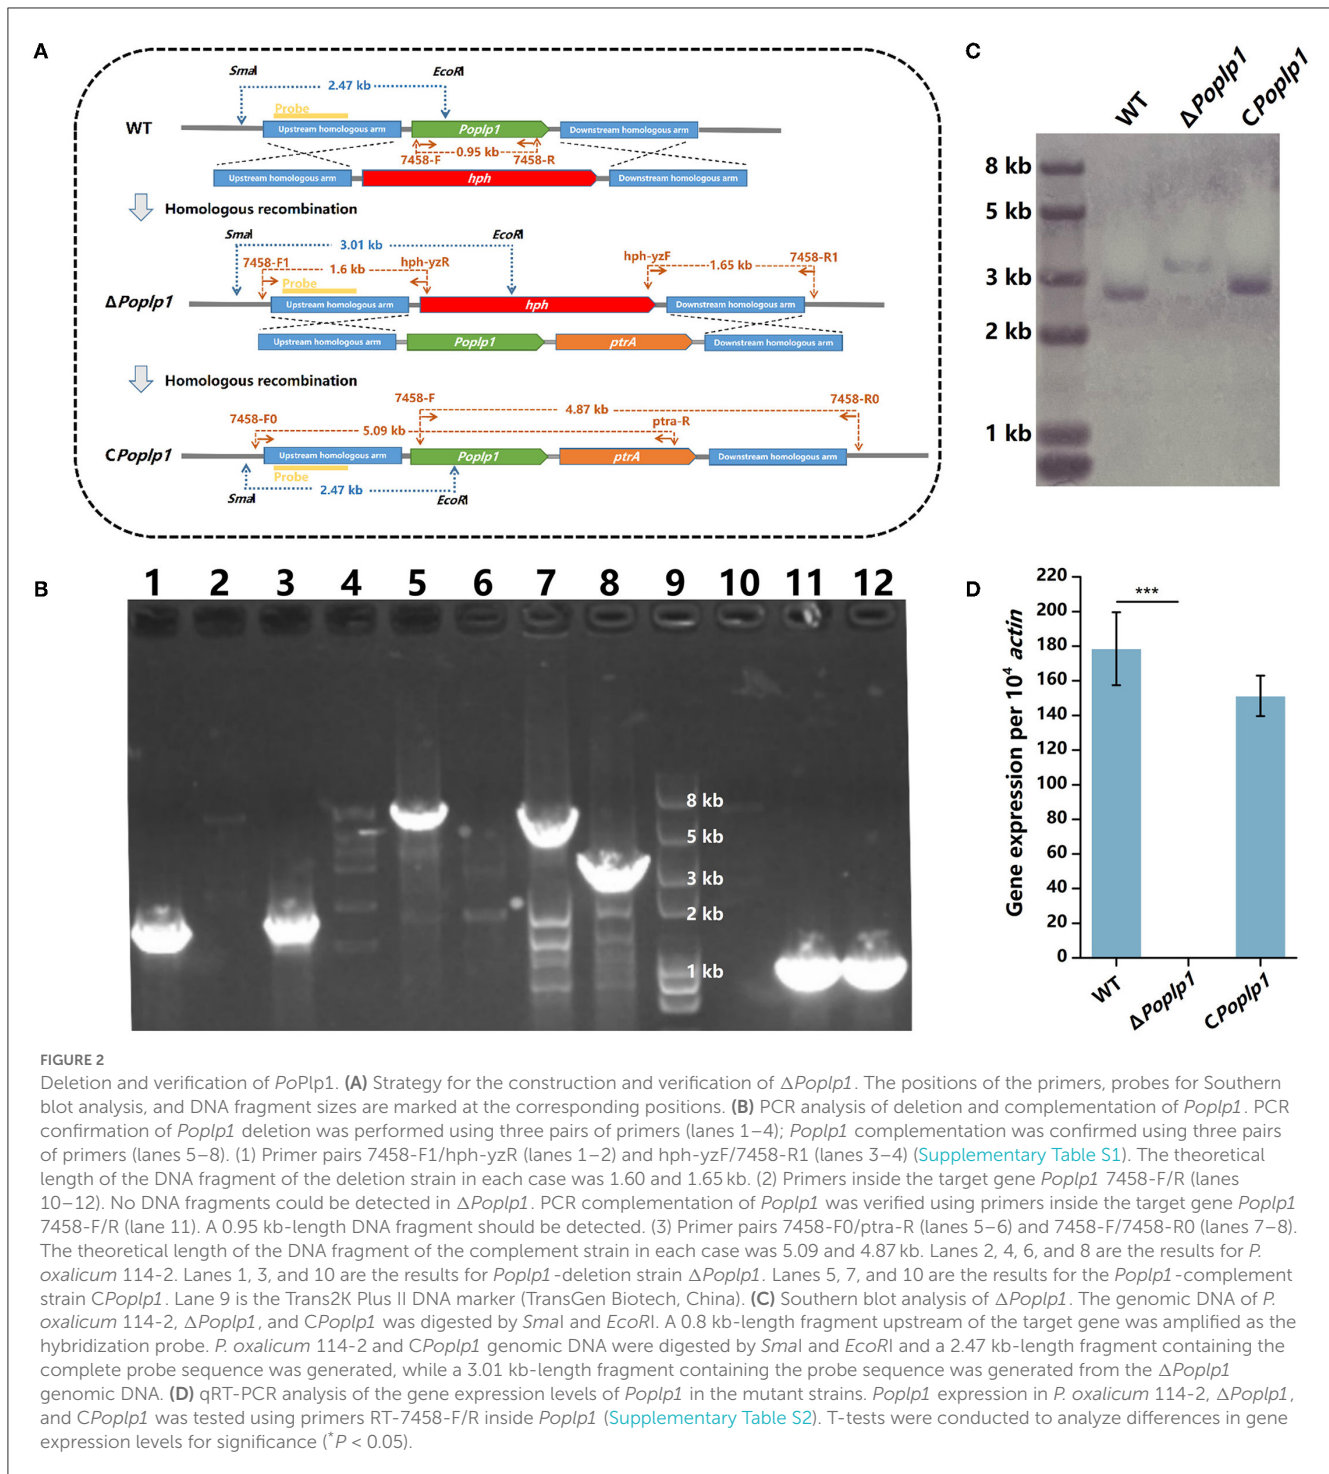 A
SmaI
EcoRI
2.47 kb
Probe
WT
Upstream homologous arm
Poplp1
Downstream homologous arm
7458-F
0.95 kb
7458-R
Upstream homologous arm
hph
Downstream homologous arm
Homologous recombination
SmaI
EcoRI
3.01 kb
7458-F1
1.6 kb
hph-yzR
hph-yzF
1.65 kb
7458-R1
Probe
ΔPoplp1
Upstream homologous arm
hph
Downstream homologous arm
Upstream homologous arm
Poplp1
ptrA
Downstream homologous arm
Homologous recombination
7458-F
7458-R0
4.87 kb
7458-F0
5.09 kb
ptra-R
CPoplp1
Upstream homologous arm
Poplp1
ptrA
Downstream homologous arm
Probe
SmaI
2.47 kb
EcoRI
C
WT
ΔPoplp1
CPoplp1
8 kb
5 kb
3 kb
2 kb
1 kb
B
1 2 3 4 5 6 7 8 9 10 11 12
8 kb
5 kb
3 kb
2 kb
1 kb
D
Gene expression per 10⁴ actin
220
200
180
160
140
120
100
80
60
40
20
0
***
WT
ΔPoplp1
CPoplp1
FIGURE 2
Deletion and verification of PoPlp1. (A) Strategy for the construction and verification of ΔPoplp1. The positions of the primers, probes for Southern
blot analysis, and DNA fragment sizes are marked at the corresponding positions. (B) PCR analysis of deletion and complementation of Poplp1. PCR
confirmation of Poplp1 deletion was performed using three pairs of primers (lanes 1–4); Poplp1 complementation was confirmed using three pairs
of primers (lanes 5–8). (1) Primer pairs 7458-F1/hph-yzR (lanes 1–2) and hph-yzF/7458-R1 (lanes 3–4) (Supplementary Table S1). The theoretical
length of the DNA fragment of the deletion strain in each case was 1.60 and 1.65 kb. (2) Primers inside the target gene Poplp1 7458-F/R (lanes
10–12). No DNA fragments could be detected in ΔPoplp1. PCR complementation of Poplp1 was verified using primers inside the target gene Poplp1
7458-F/R (lane 11). A 0.95 kb-length DNA fragment should be detected. (3) Primer pairs 7458-F0/ptra-R (lanes 5–6) and 7458-F/7458-R0 (lanes 7–8).
The theoretical length of the DNA fragment of the complement strain in each case was 5.09 and 4.87 kb. Lanes 2, 4, 6, and 8 are the results for P.
oxalicum 114-2. Lanes 1, 3, and 10 are the results for Poplp1-deletion strain ΔPoplp1. Lanes 5, 7, and 10 are the results for the Poplp1-complement
strain CPoplp1. Lane 9 is the Trans2K Plus II DNA marker (TransGen Biotech, China). (C) Southern blot analysis of ΔPoplp1. The genomic DNA of P.
oxalicum 114-2, ΔPoplp1, and CPoplp1 was digested by SmaI and EcoRI. A 0.8 kb-length fragment upstream of the target gene was amplified as the
hybridization probe. P. oxalicum 114-2 and CPoplp1 genomic DNA were digested by SmaI and EcoRI and a 2.47 kb-length fragment containing the
complete probe sequence was generated, while a 3.01 kb-length fragment containing the probe sequence was generated from the ΔPoplp1
genomic DNA. (D) qRT-PCR analysis of the gene expression levels of Poplp1 in the mutant strains. Poplp1 expression in P. oxalicum 114-2, ΔPoplp1,
and CPoplp1 was tested using primers RT-7458-F/R inside Poplp1 (Supplementary Table S2). T-tests were conducted to analyze differences in gene
expression levels for significance (*P < 0.05).